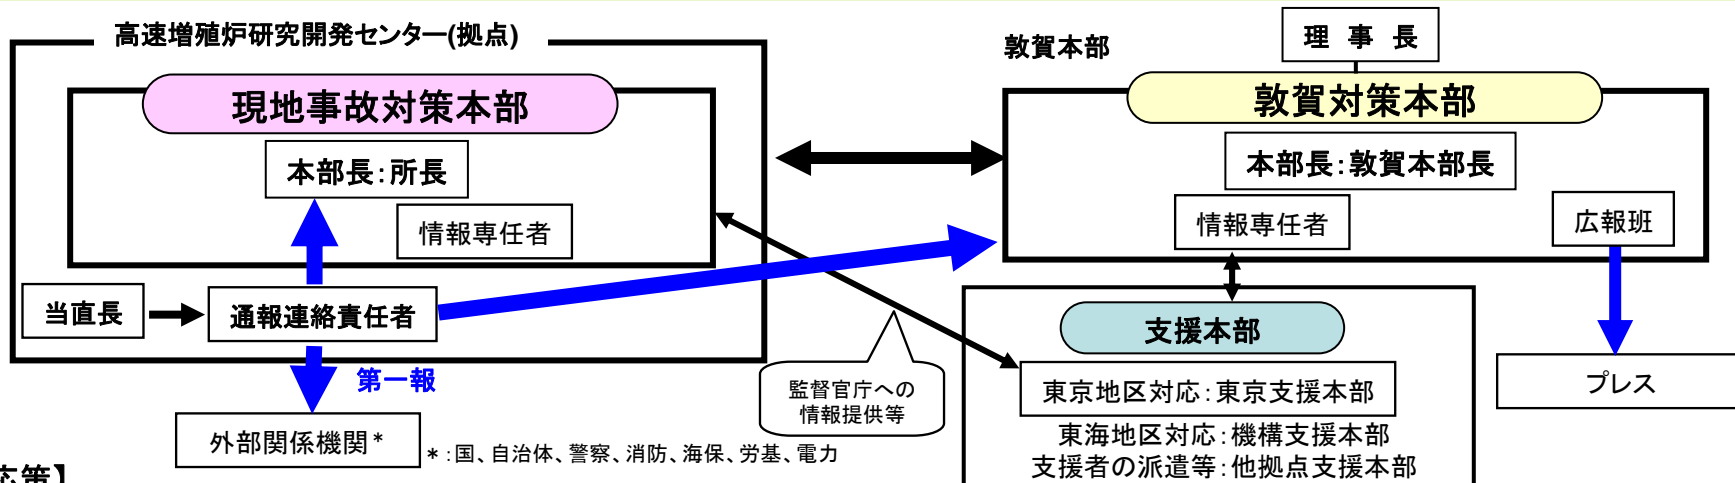 高速増殖炉研究開発センター(拠点)
現地事故対策本部
本部長:所長
情報専任者
当直長
通報連絡責任者
第一報
外部関係機関*
*:国、自治体、警察、消防、海保、労基、電力
監督官庁への
情報提供等
敦賀本部
理 事 長
敦賀対策本部
本部長:敦賀本部長
情報専任者
広報班
プレス
支援本部
東京地区対応:東京支援本部
東海地区対応:機構支援本部
支援者の派遣等:他拠点支援本部
応策】